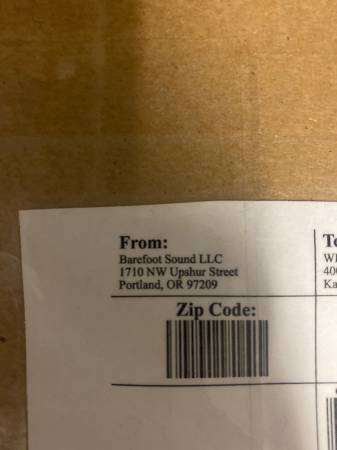 From:
Barefoot Sound LLC
1710 NW Upshur Street
Portland, OR 97209
Zip Code: